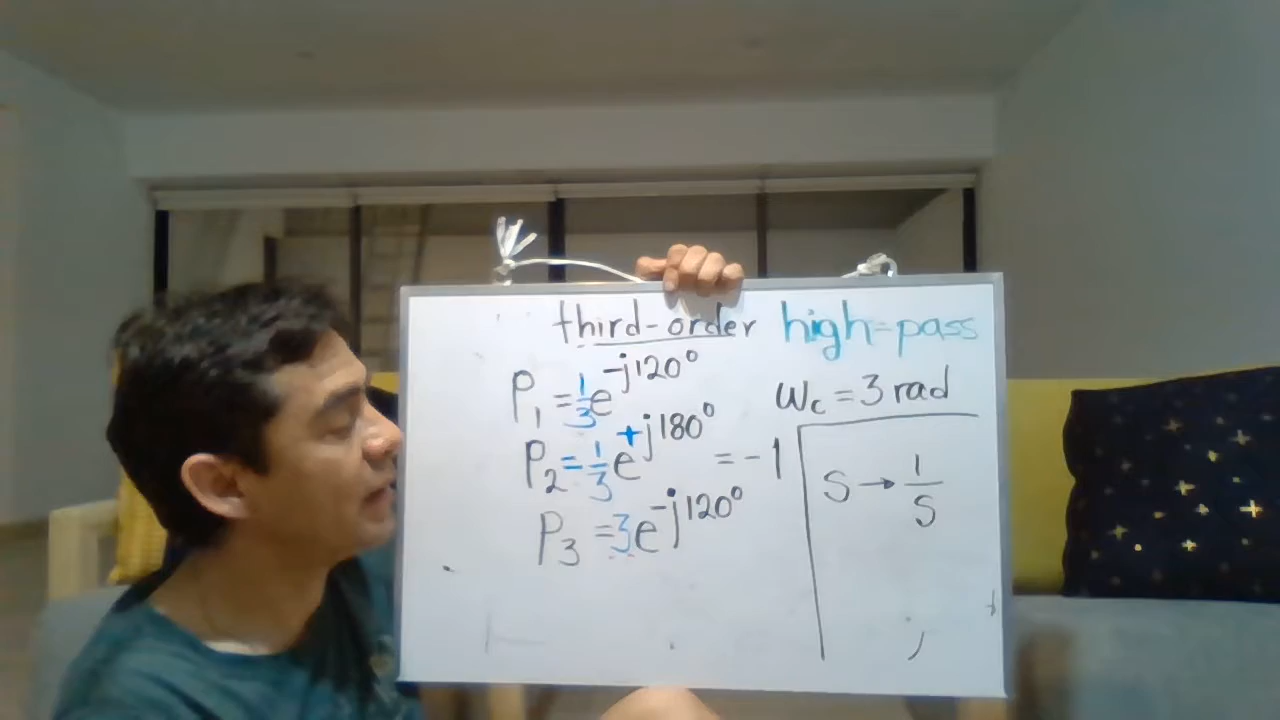 third-order high-pass
P₁ = 1/3 e^-j120°
ω_c = 3 rad
P₂ = 1/3 e^+j180° = -1
S → 1/S
P₃ = 3e^-j120°